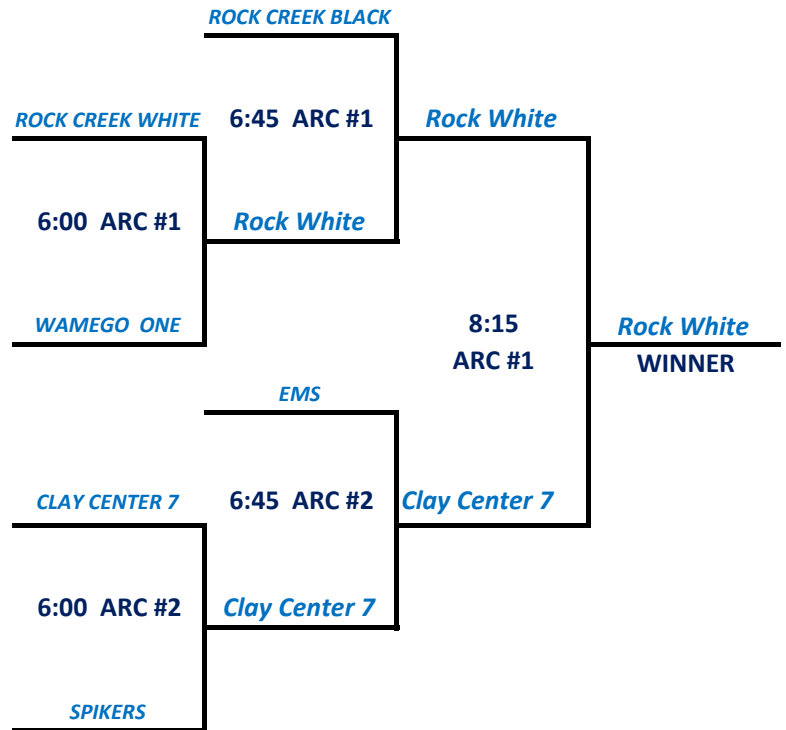 ROCK CREEK BLACK
ROCK CREEK WHITE
6:45 ARC #1
Rock White
6:00 ARC #1
Rock White
WAMEGO ONE
8:15
ARC #1
Rock White
WINNER
EMS
CLAY CENTER 7
6:45 ARC #2
Clay Center 7
6:00 ARC #2
Clay Center 7
SPIKERS